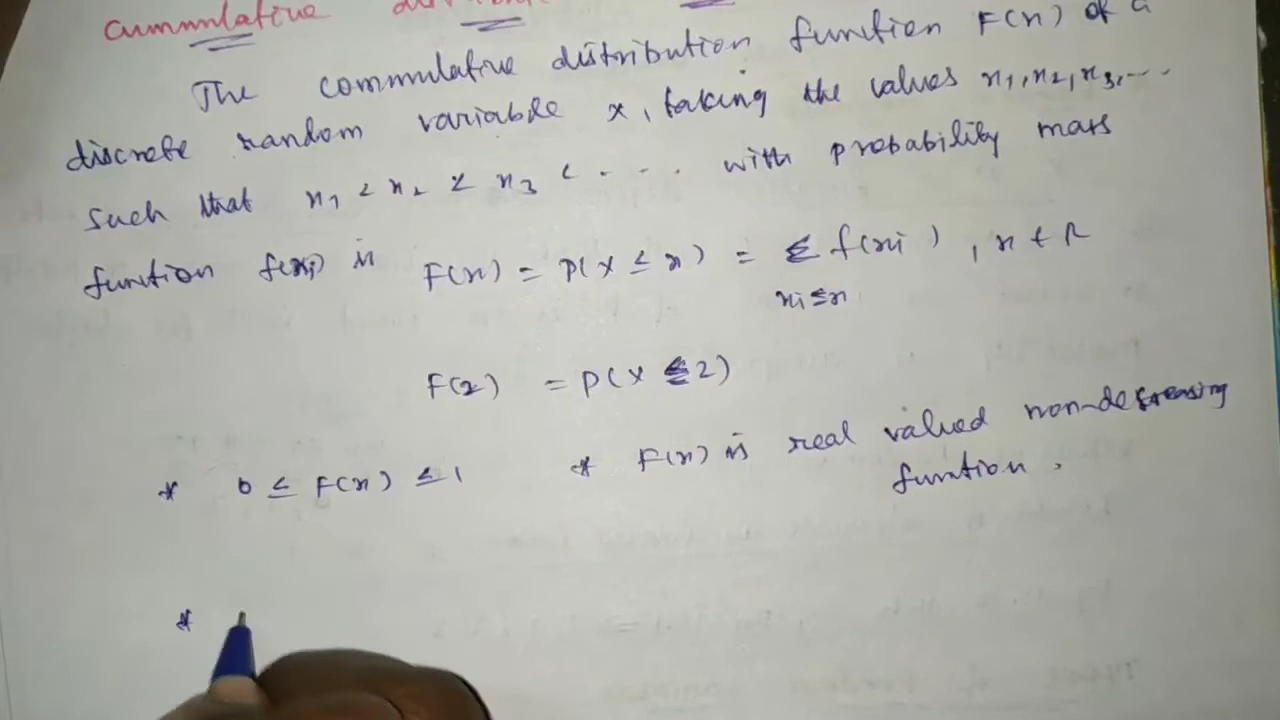 cummulative
The commulative distribution function F(x) of a
discrete random variable x, taking the values x1, x2, x3, ...
such that x1 < x2 < x3 < .... with probability mass
function f(xi) is F(x) = P(X ≤ x) = Σ f(xi), x ∈ R
xi ≤ x
F(2) = P(X ≤ 2)
* 0 ≤ F(x) ≤ 1 * F(x) is real valued non-decreasing
function.
*